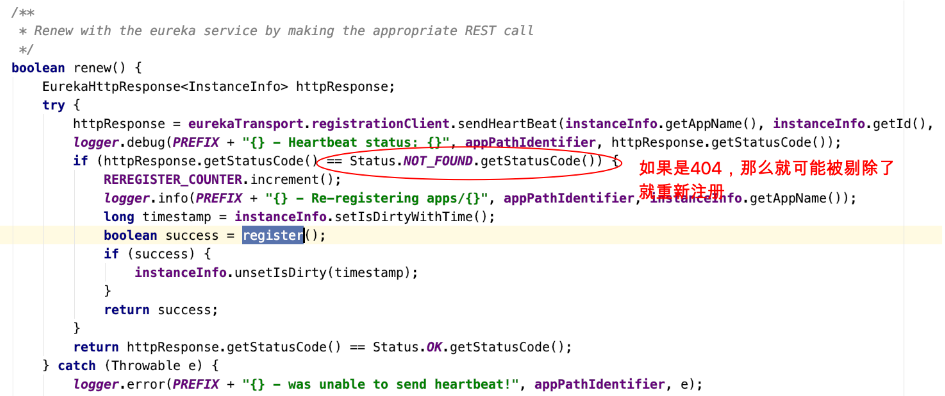 /**
 * Renew with the eureka service by making the appropriate REST call
 */
boolean renew() {
    EurekaHttpResponse<InstanceInfo> httpResponse;
    try {
        httpResponse = eurekaTransport.registrationClient.sendHeartBeat(instanceInfo.getAppName(), instanceInfo.getId(),
        logger.debug(PREFIX + "{} - Heartbeat status: {}", appPathIdentifier, httpResponse.getStatusCode());
        if (httpResponse.getStatusCode() == Status.NOT_FOUND.getStatusCode()) {
如果是404，那么就可能被剔除了
就重新注册
            REREGISTER_COUNTER.increment();
            logger.info(PREFIX + "{} - Re-registering apps/{}", appPathIdentifier, instanceInfo.getAppName());
            long timestamp = instanceInfo.setIsDirtyWithTime();
            boolean success = register();
            if (success) {
                instanceInfo.unsetIsDirty(timestamp);
            }
            return success;
        }
        return httpResponse.getStatusCode() == Status.OK.getStatusCode();
    } catch (Throwable e) {
        logger.error(PREFIX + "{} - was unable to send heartbeat!", appPathIdentifier, e);